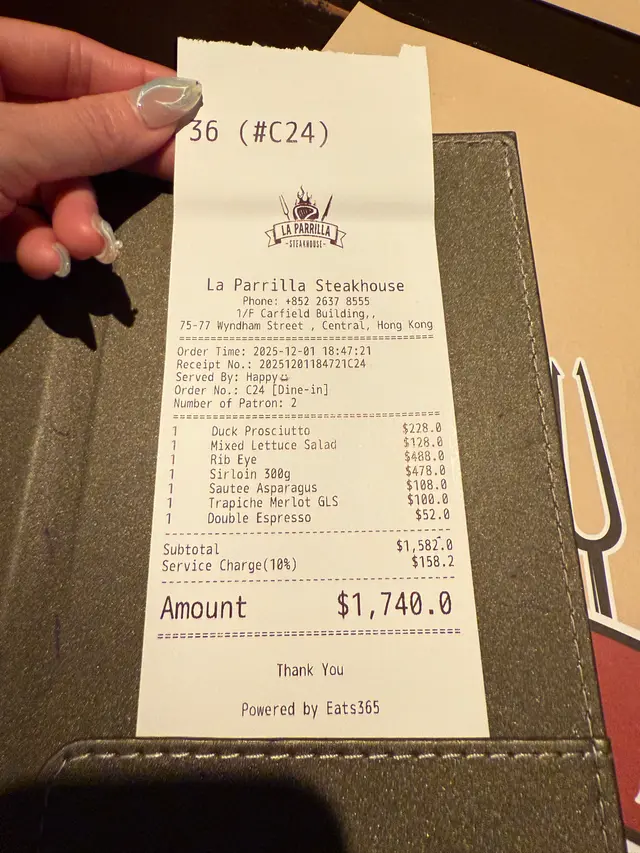 36 (#C24)
LA PARRILLA
-STEAKHOUSE-
La Parrilla Steakhouse
Phone: +852 2637 8555
1/F Carfield Building,,
75-77 Wyndham Street , Central, Hong Kong
Order Time: 2025-12-01 18:47:21
Receipt No.: 20251201184721C24
Served By: Happy
Order No.: C24 [Dine-in]
Number of Patron: 2
1 Duck Prosciutto $228.0
1 Mixed Lettuce Salad $128.0
1 Rib Eye $488.0
1 Sirloin 300g $478.0
1 Sautee Asparagus $108.0
1 Trapiche Merlot GLS $100.0
1 Double Espresso $52.0
Subtotal $1,582.0
Service Charge(10%) $158.2
Amount $1,740.0
Thank You
Powered by Eats365